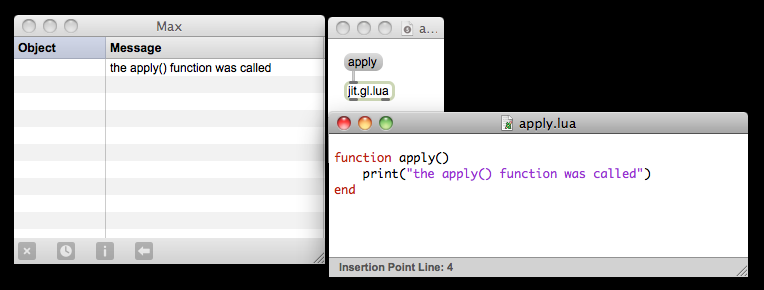 Max
Object Message
the apply() function was called
a...
apply
jit.gl.lua
apply.lua
function apply()
print("the apply() function was called")
end
Insertion Point Line: 4